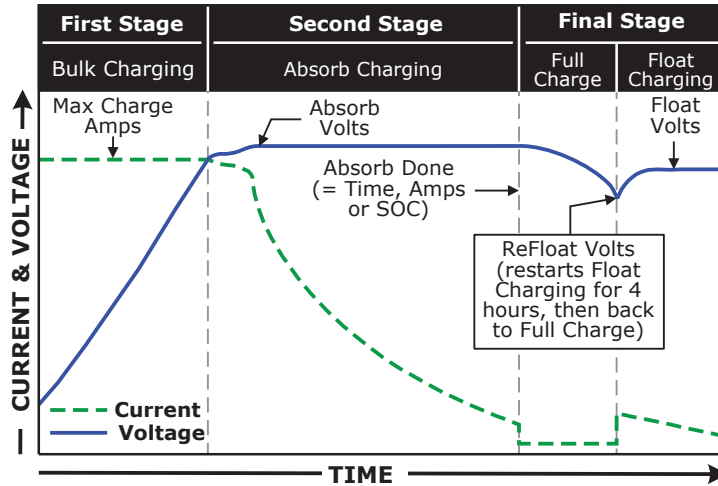 First Stage
Second Stage
Final Stage
Bulk Charging
Absorb Charging
Full
Charge
Float
Charging
Max Charge
Amps
Absorb
Volts
Float
Volts
Absorb Done
(= Time, Amps
or SOC)
ReFloat Volts
(restarts Float
Charging for 4
hours, then back
to Full Charge)
CURRENT & VOLTAGE
Current
Voltage
TIME